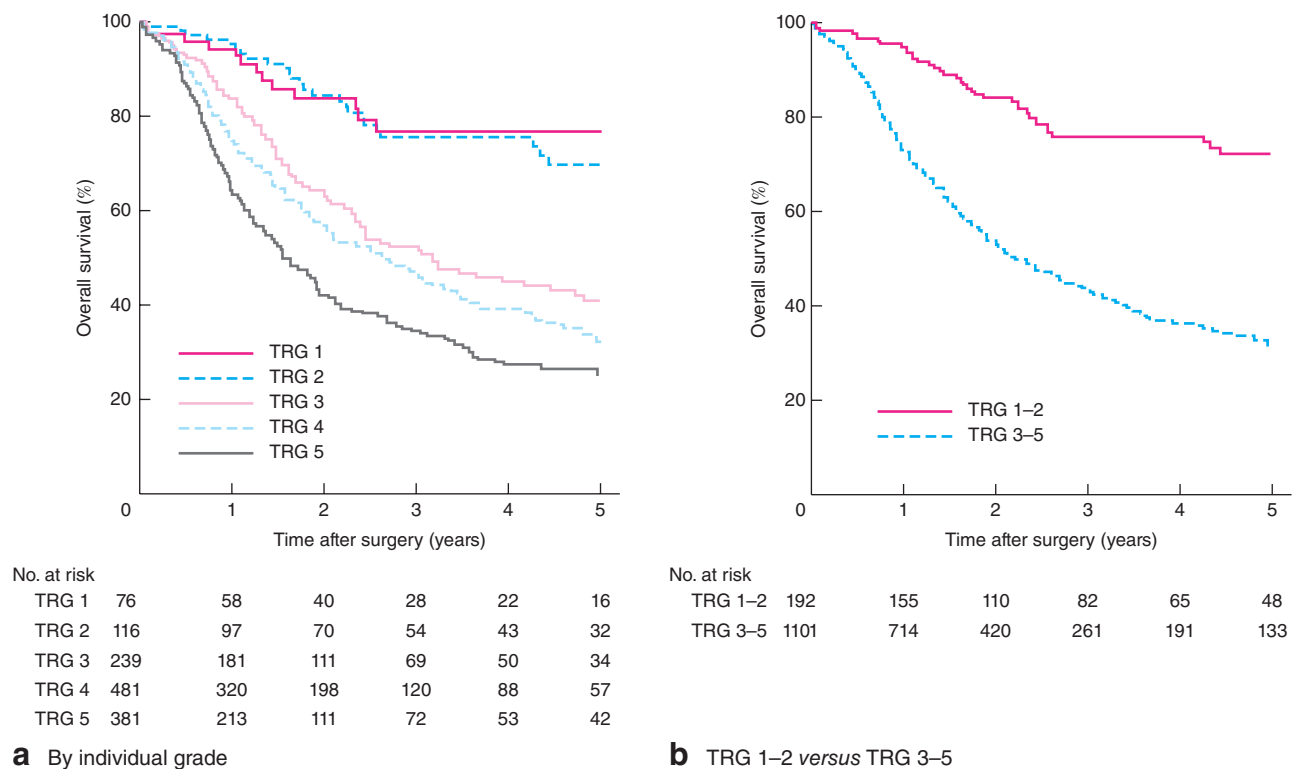 100
80
60
40
20
0
Overall survival (%)
TRG 1
TRG 2
TRG 3
TRG 4
TRG 5
1 2 3 4 5
Time after surgery (years)
No. at risk
TRG 1 76 58 40 28 22 16
TRG 2 116 97 70 54 43 32
TRG 3 239 181 111 69 50 34
TRG 4 481 320 198 120 88 57
TRG 5 381 213 111 72 53 42
a By individual grade
100
80
60
40
20
0
Overall survival (%)
TRG 1–2
TRG 3–5
1 2 3 4 5
Time after surgery (years)
No. at risk
TRG 1–2 192 155 110 82 65 48
TRG 3–5 1101 714 420 261 191 133
b TRG 1–2 versus TRG 3–5